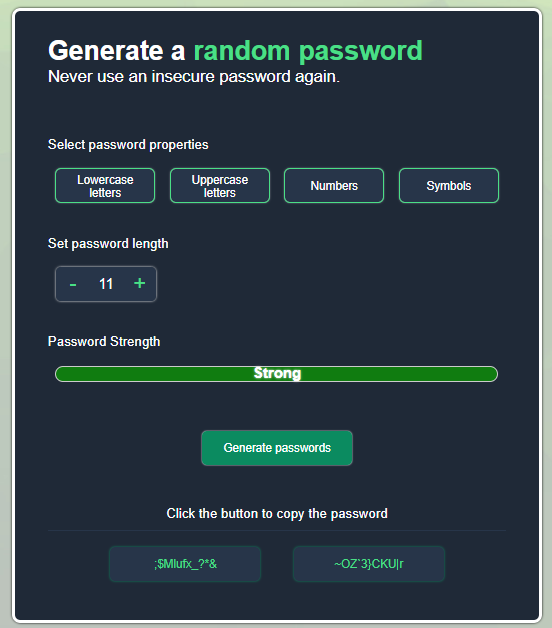 Generate a random password
Never use an insecure password again.
Select password properties
Lowercase
letters
Uppercase
letters
Numbers
Symbols
Set password length
- 11 +
Password Strength
Strong
Generate passwords
Click the button to copy the password
;$MIufx_?*&
~OZ`3}CKU|r